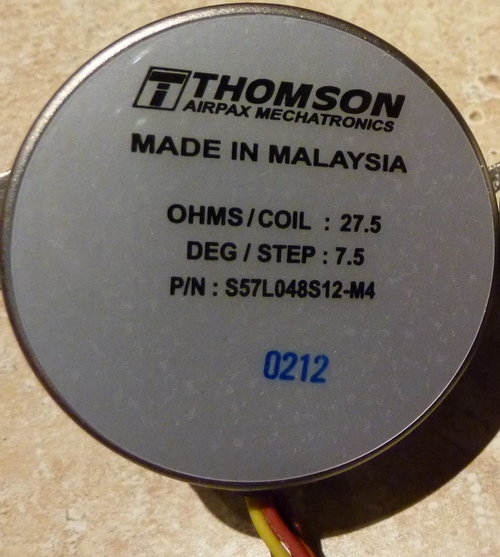 THOMSON
AIRPAX MECHATRONICS
MADE IN MALAYSIA
OHMS/COIL : 27.5
DEG / STEP : 7.5
P/N : S57L048S12-M4
0212